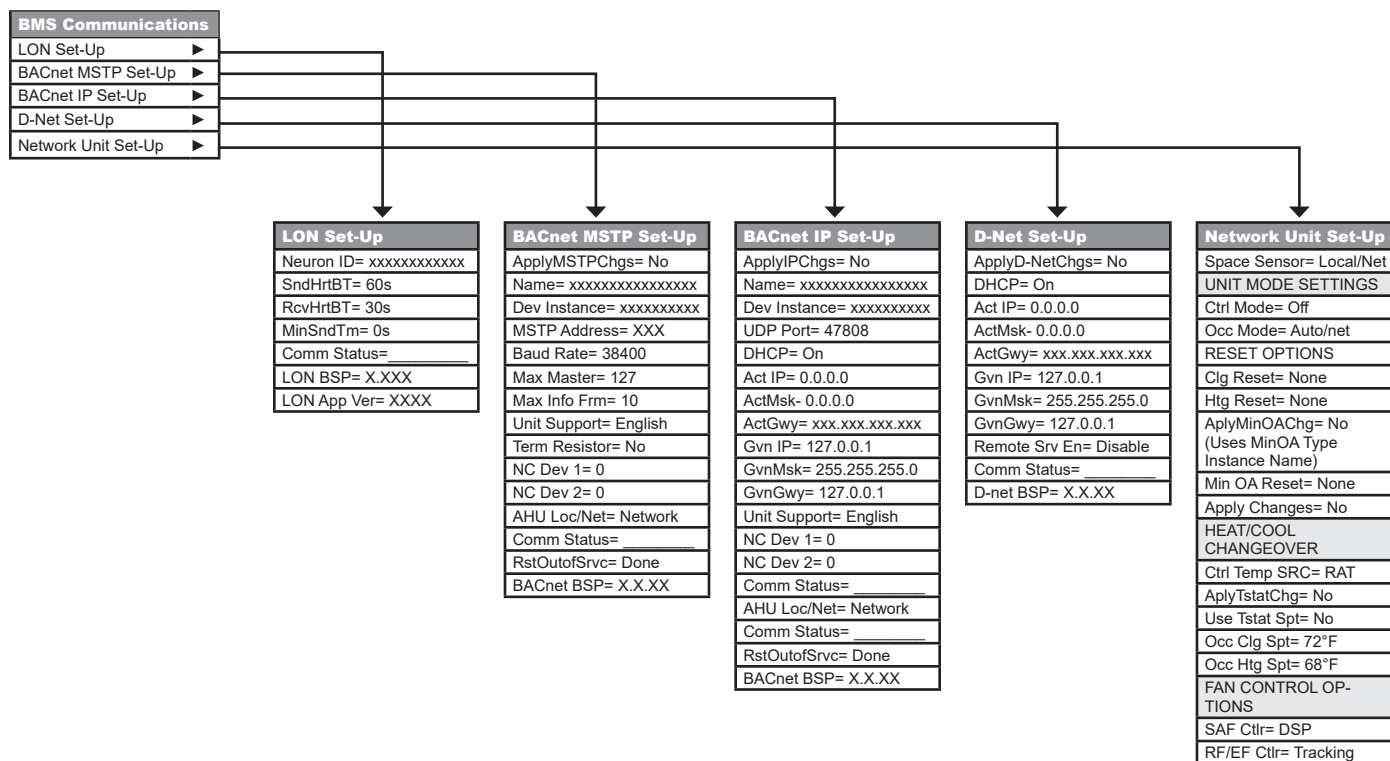 BMS Communications
LON Set-Up ►
BACnet MSTP Set-Up ►
BACnet IP Set-Up ►
D-Net Set-Up ►
Network Unit Set-Up ►
LON Set-Up
Neuron ID= xxxxxxxxxxxx
SndHrtBT= 60s
RcvHrtBT= 30s
MinSndTm= 0s
Comm Status=_________
LON BSP= X.XXX
LON App Ver= XXXX
BACnet MSTP Set-Up
ApplyMSTPChgs= No
Name= xxxxxxxxxxxxxxxxx
Dev Instance= xxxxxxxxxx
MSTP Address= XXX
Baud Rate= 38400
Max Master= 127
Max Info Frm= 10
Unit Support= English
Term Resistor= No
NC Dev 1= 0
NC Dev 2= 0
AHU Loc/Net= Network
Comm Status= ________
RstOutofSrvc= Done
BACnet BSP= X.X.XX
BACnet IP Set-Up
ApplyIPChgs= No
Name= xxxxxxxxxxxxxxxxx
Dev Instance= xxxxxxxxxx
UDP Port= 47808
DHCP= On
Act IP= 0.0.0.0
ActMsk- 0.0.0.0
ActGwy= xxx.xxx.xxx.xxx
Gvn IP= 127.0.0.1
GvnMsk= 255.255.255.0
GvnGwy= 127.0.0.1
Unit Support= English
NC Dev 1= 0
NC Dev 2= 0
Comm Status= ________
AHU Loc/Net= Network
Comm Status= ________
RstOutofSrvc= Done
BACnet BSP= X.X.XX
D-Net Set-Up
ApplyD-NetChgs= No
DHCP= On
Act IP= 0.0.0.0
ActMsk- 0.0.0.0
ActGwy= xxx.xxx.xxx.xxx
Gvn IP= 127.0.0.1
GvnMsk= 255.255.255.0
GvnGwy= 127.0.0.1
Remote Srv En= Disable
Comm Status= ________
D-net BSP= X.X.XX
Network Unit Set-Up
Space Sensor= Local/Net
UNIT MODE SETTINGS
Ctrl Mode= Off
Occ Mode= Auto/net
RESET OPTIONS
Clg Reset= None
Htg Reset= None
AplyMinOAChg= No
(Uses MinOA Type
Instance Name)
Min OA Reset= None
Apply Changes= No
HEAT/COOL
CHANGEOVER
Ctrl Temp SRC= RAT
AplyTstatChg= No
Use Tstat Spt= No
Occ Clg Spt= 72°F
Occ Htg Spt= 68°F
FAN CONTROL OP-
TIONS
SAF Ctlr= DSP
RF/EF Ctlr= Tracking